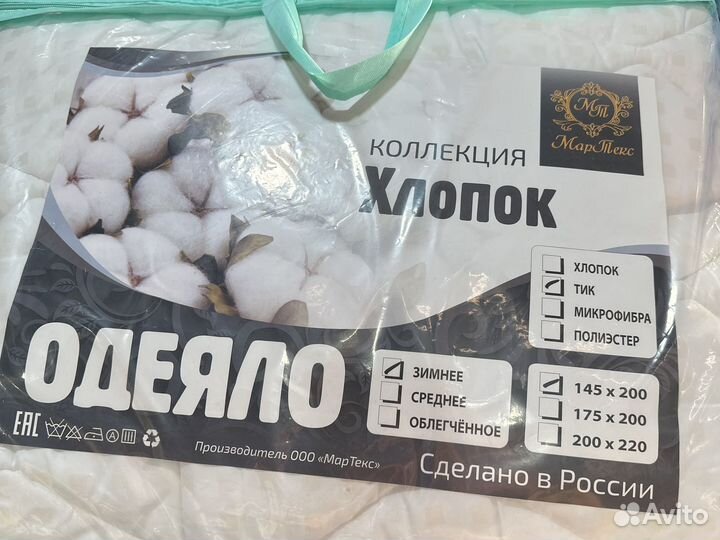 МТ
МарТекс
КОЛЛЕКЦИЯ
Хлопок
ХЛОПОК
ТИК
МИКРОФИБРА
ПОЛИЭСТЕР
ОДЕЯЛО
ЗИМНЕЕ
СРЕДНЕЕ
ОБЛЕГЧЁННОЕ
145 х 200
175 х 200
200 х 220
ЕАС
Производитель ООО «МарТекс»
Сделано в России
Avito